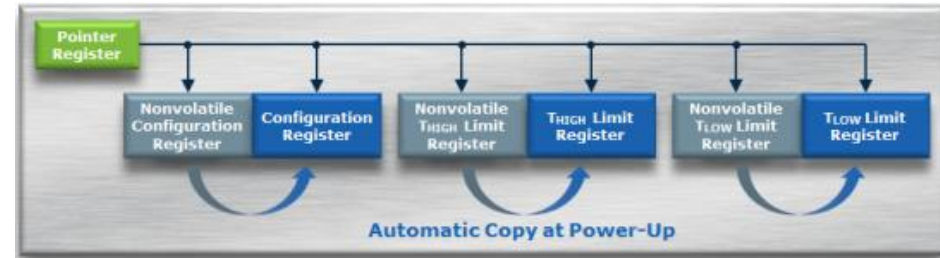 Pointer
Register
Nonvolatile
Configuration
Register
Configuration
Register
Nonvolatile
THIGH Limit
Register
THIGH Limit
Register
Nonvolatile
TLOW Limit
Register
TLOW Limit
Register
Automatic Copy at Power-Up